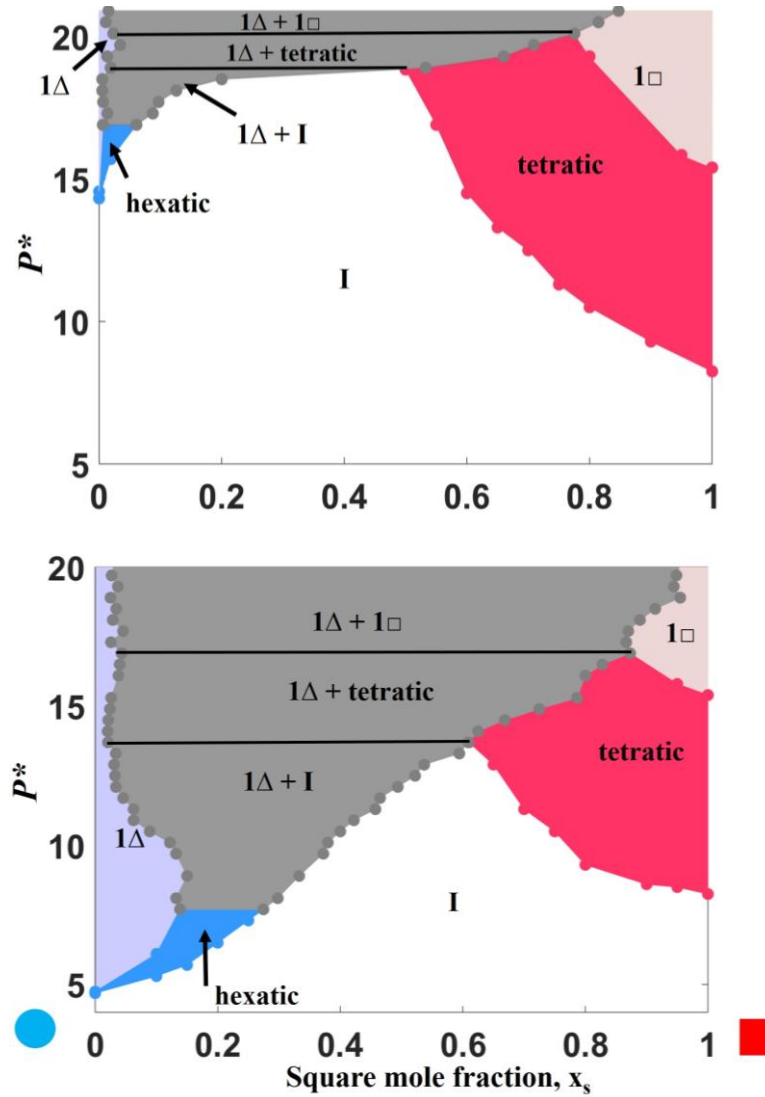 1Δ + 1□
20
1Δ + tetratic
1Δ
1□
1Δ + I
tetratic
15
hexatic
P*
I
10
5
0 0.2 0.4 0.6 0.8 1
20
1Δ + 1□
1□
1Δ + tetratic
15
tetratic
P*
1Δ + I
10
1Δ
I
5
hexatic
0 0.2 0.4 0.6 0.8 1
Square mole fraction, xₛ